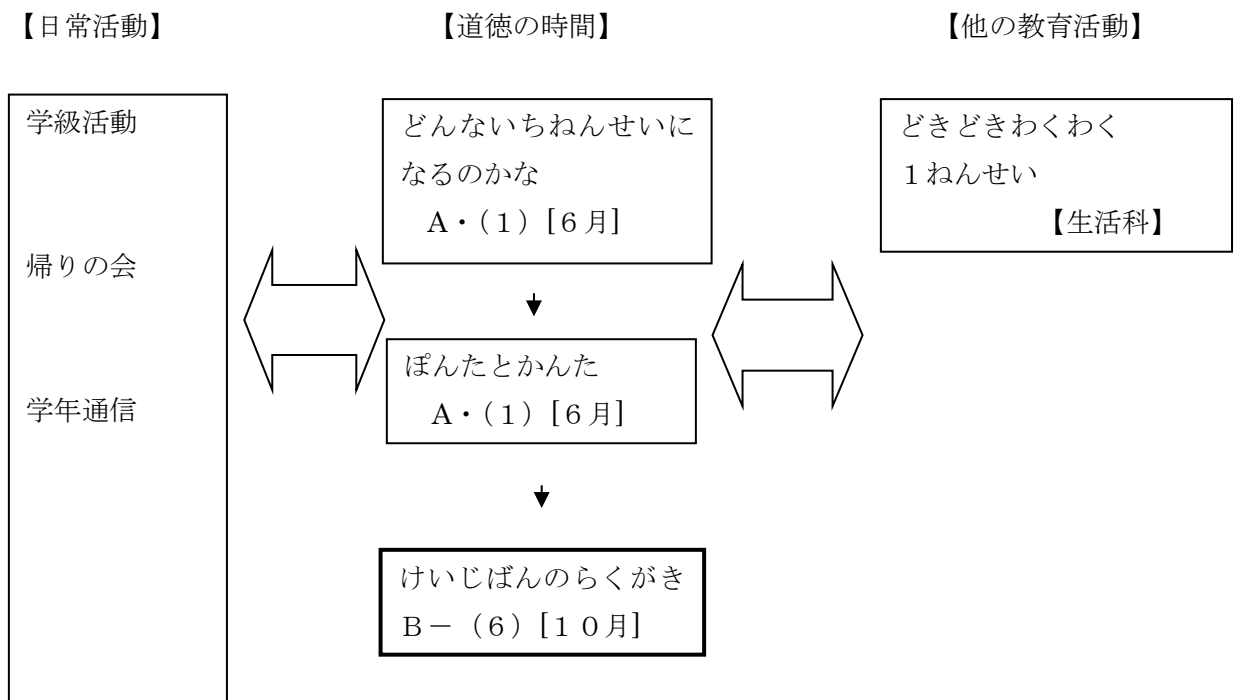 【日常活動】
【道徳の時間】
【他の教育活動】
学級活動
帰りの会
学年通信
どんないちねんせいに
なるのかな
A・(1)[6月]
ぽんたとかんた
A・(1)[6月]
けいじばんのらくがき
B－(6)[10月]
どきどきわくわく
1ねんせい
【生活科】